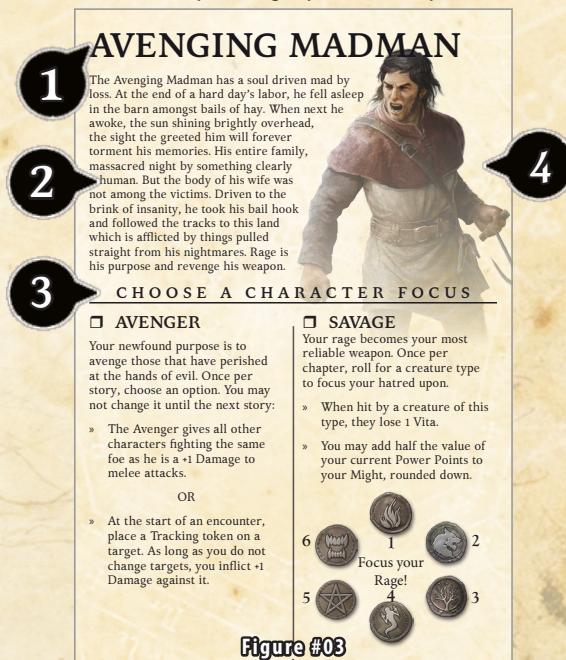 AVENGING MADMAN
1
The Avenging Madman has a soul driven mad by
loss. At the end of a hard day's labor, he fell asleep
in the barn amongst bails of hay. When next he
awoke, the sun shining brightly overhead,
the sight the greeted him will forever
torment his memories. His entire family,
massacred night by something clearly
human. But the body of his wife was
not among the victims. Driven to the
brink of insanity, he took his bail hook
and followed the tracks to this land
which is afflicted by things pulled
straight from his nightmares. Rage is
his purpose and revenge his weapon.
2
4
3
CHOOSE A CHARACTER FOCUS
❒ AVENGER
Your newfound purpose is to
avenge those that have perished
at the hands of evil. Once per
story, choose an option. You may
not change it until the next story:
» The Avenger gives all other
characters fighting the same
foe as he is a +1 Damage to
melee attacks.
OR
» At the start of an encounter,
place a Tracking token on a
target. As long as you do not
change targets, you inflict +1
Damage against it.
❒ SAVAGE
Your rage becomes your most
reliable weapon. Once per
chapter, roll for a creature type
to focus your hatred upon.
» When hit by a creature of this
type, they lose 1 Vita.
» You may add half the value of
your current Power Points to
your Might, rounded down.
6
1
2
Focus your
Rage!
5
4
3
Figure #03